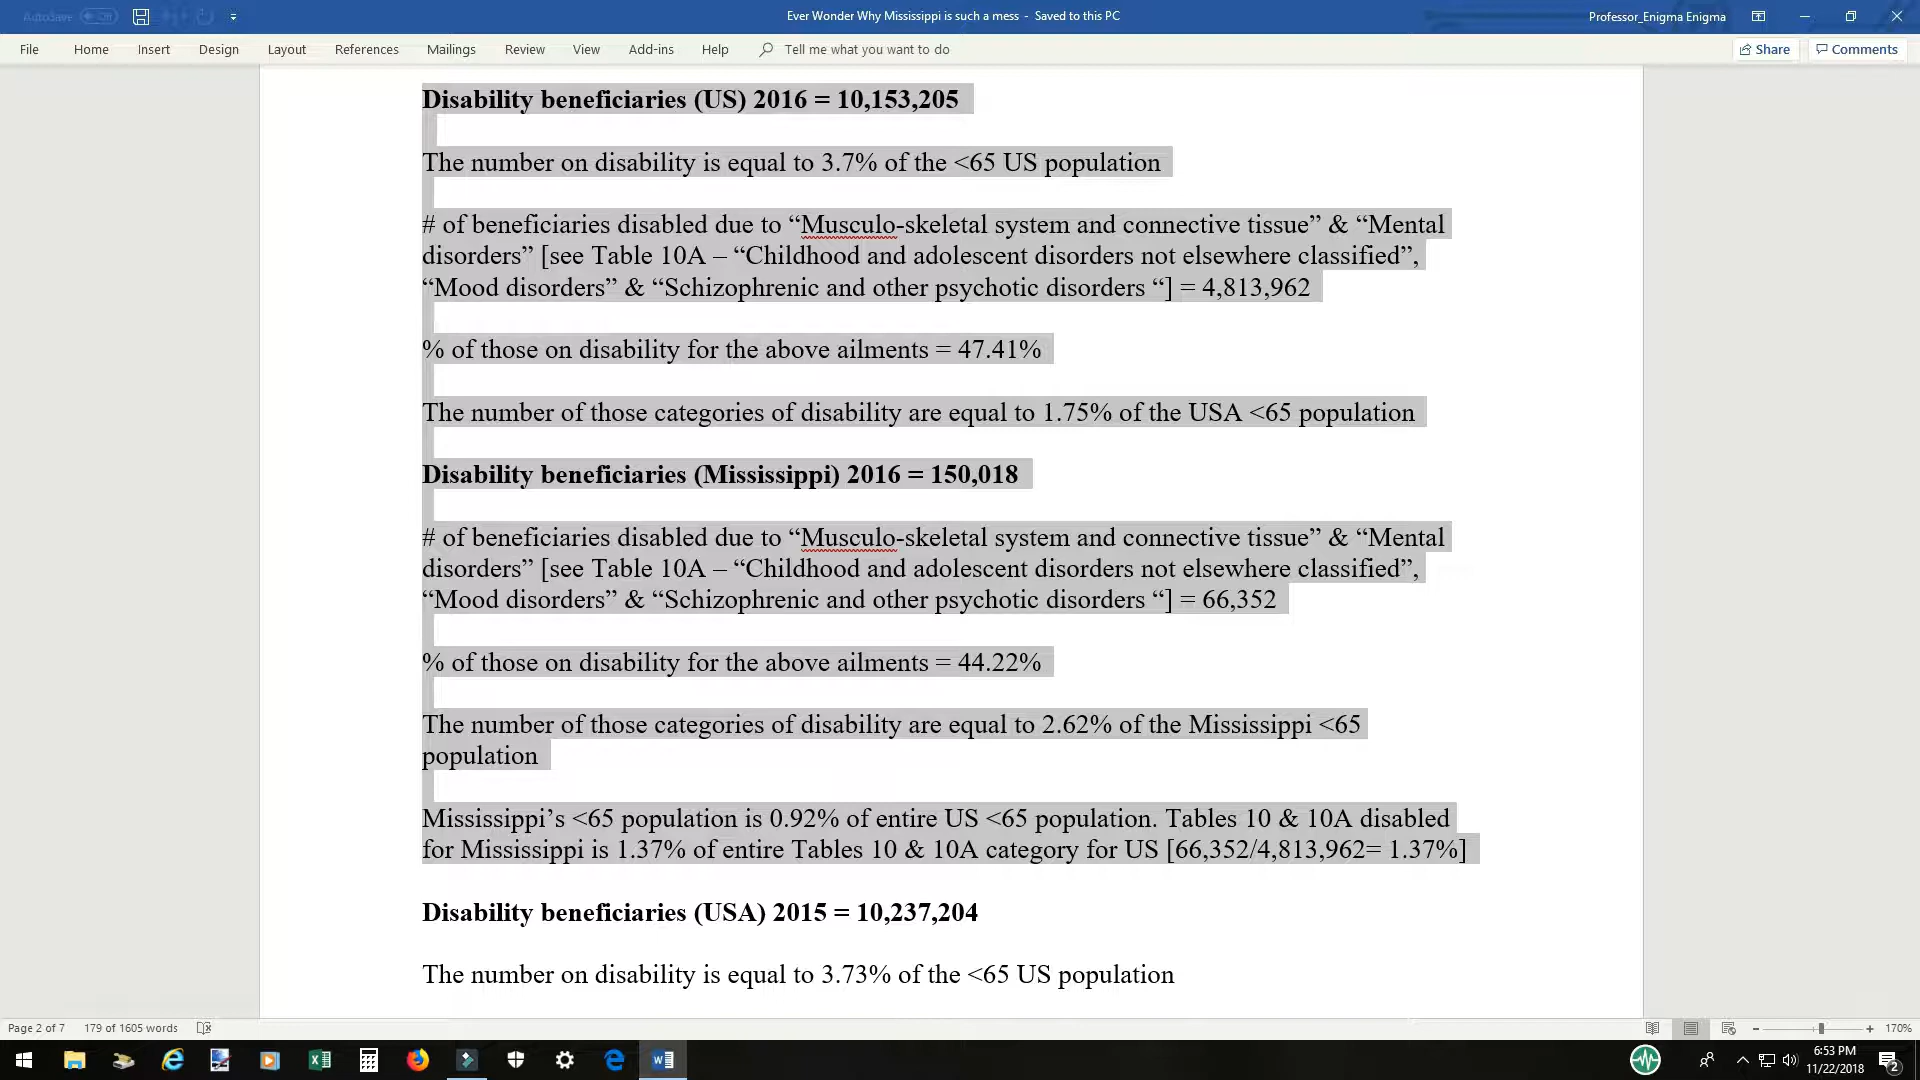 AutoSave Off
Ever Wonder Why Mississippi is such a mess - Saved to this PC
Professor_Enigma Enigma
File Home Insert Design Layout References Mailings Review View Add-ins Help Tell me what you want to do Share Comments
Disability beneficiaries (US) 2016 = 10,153,205
The number on disability is equal to 3.7% of the <65 US population
# of beneficiaries disabled due to “Musculo-skeletal system and connective tissue” & “Mental
disorders” [see Table 10A – “Childhood and adolescent disorders not elsewhere classified”,
“Mood disorders” & “Schizophrenic and other psychotic disorders “] = 4,813,962
% of those on disability for the above ailments = 47.41%
The number of those categories of disability are equal to 1.75% of the USA <65 population
Disability beneficiaries (Mississippi) 2016 = 150,018
# of beneficiaries disabled due to “Musculo-skeletal system and connective tissue” & “Mental
disorders” [see Table 10A – “Childhood and adolescent disorders not elsewhere classified”,
“Mood disorders” & “Schizophrenic and other psychotic disorders “] = 66,352
% of those on disability for the above ailments = 44.22%
The number of those categories of disability are equal to 2.62% of the Mississippi <65
population
Mississippi’s <65 population is 0.92% of entire US <65 population. Tables 10 & 10A disabled
for Mississippi is 1.37% of entire Tables 10 & 10A category for US [66,352/4,813,962= 1.37%]
Disability beneficiaries (USA) 2015 = 10,237,204
The number on disability is equal to 3.73% of the <65 US population
Page 2 of 7 179 of 1605 words 170%
6:53 PM
11/22/2018
2